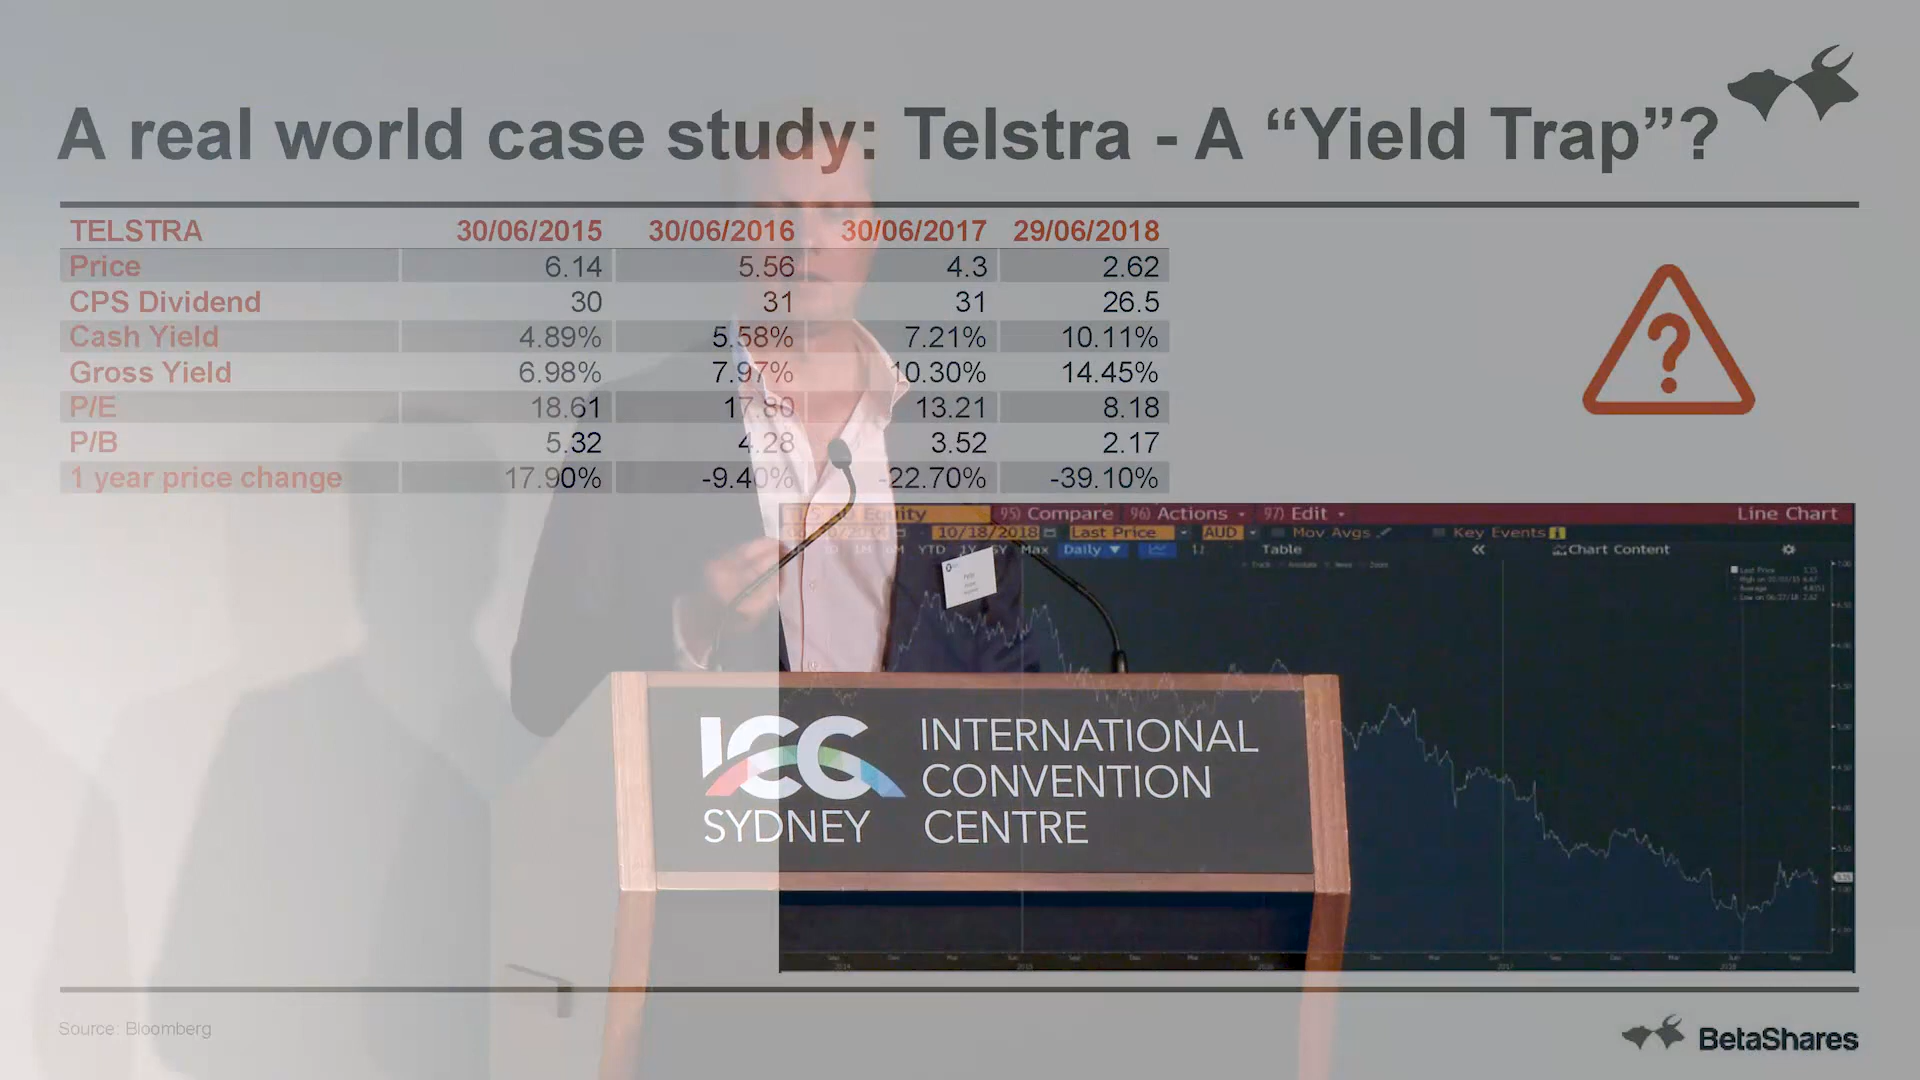 A real world case study: Telstra - A “Yield Trap”?
TELSTRA 30/06/2015 30/06/2016 30/06/2017 29/06/2018
Price 6.14 5.56 4.3 2.62
CPS Dividend 30 31 31 26.5
Cash Yield 4.89% 5.58% 7.21% 10.11%
Gross Yield 6.98% 7.97% 10.30% 14.45%
P/E 18.61 17.80 13.21 8.18
P/B 5.32 4.28 3.52 2.17
1 year price change 17.90% -9.40% -22.70% -39.10%
Equity 95) Compare 96) Actions 97) Edit Line Chart
10/18/2018 Last Price AUD Mov Avgs Key Events
1M YTD 1Y 5Y Max Daily Table « Chart Content
ICC INTERNATIONAL
CONVENTION
SYDNEY CENTRE
Source: Bloomberg
BetaShares